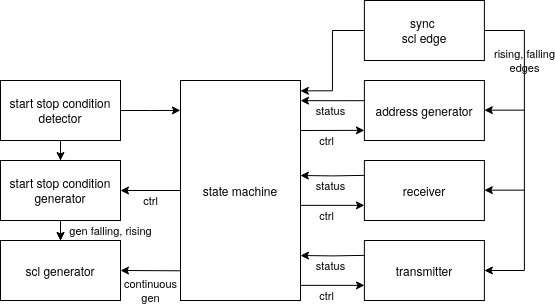 sync
scl edge
rising, falling
edges
start stop condition
detector
address generator
status
ctrl
start stop condition
generator
ctrl
state machine
status
receiver
ctrl
gen falling, rising
scl generator
continuous
gen
status
transmitter
ctrl